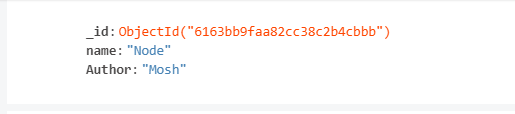 _id: ObjectId("6163bb9faa82cc38c2b4cbbb")
name: "Node"
Author: "Mosh"